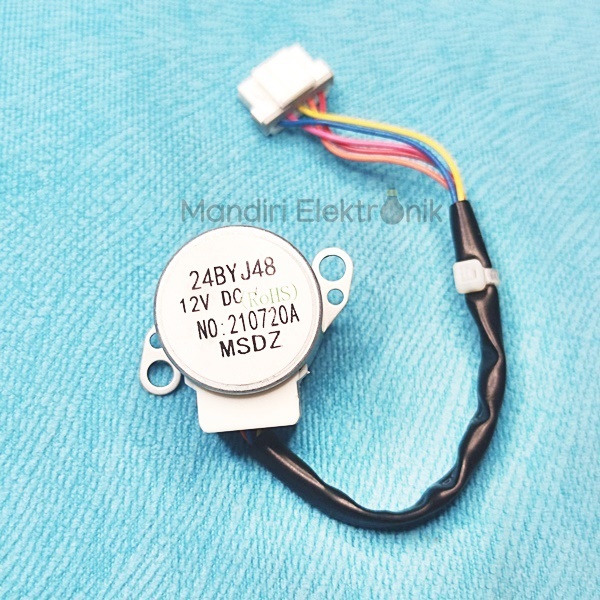 Mandiri Elektronik
24BYJ48
12V DC (RoHS)
NO:210720A
MSDZ